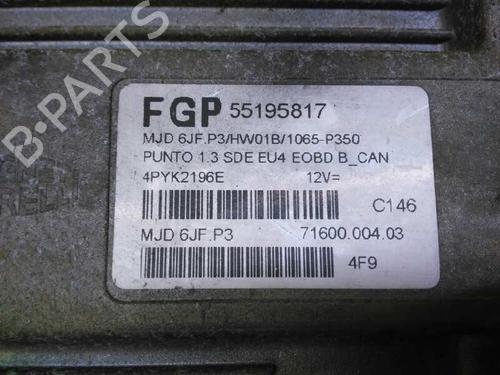 FGP 55195817
MJD 6JF.P3/HW01B/1065-P350
PUNTO 1.3 SDE EU4 EOBD B_CAN
4PYK2196E 12V=
C146
MJD 6JF.P3 71600.004.03
4F9
B-PARTS